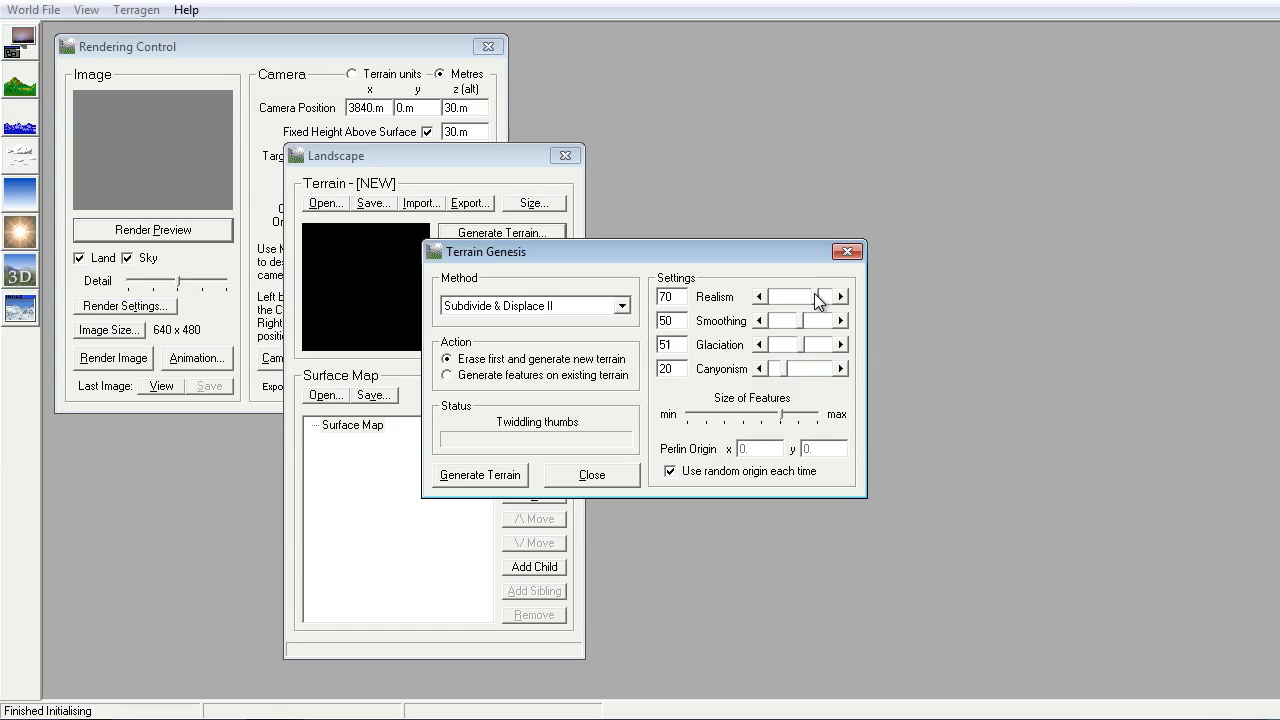 World File View Terragen Help
Rendering Control
Image
Render Preview
Land Sky
Detail
Render Settings...
Image Size... 640 x 480
Render Image Animation...
Last Image: View Save
Camera Terrain units Metres
x y z (alt)
Camera Position 3840.m 0.m 30.m
Fixed Height Above Surface 30.m
Landscape
Terrain - [NEW]
Open... Save... Import... Export... Size...
Generate Terrain...
Surface Map
Open... Save...
Surface Map
/\ Move
\/ Move
Add Child
Add Sibling
Remove
Terrain Genesis
Method
Subdivide & Displace II
Action
Erase first and generate new terrain
Generate features on existing terrain
Status
Twiddling thumbs
Generate Terrain Close
Settings
70 Realism
50 Smoothing
51 Glaciation
20 Canyonism
Size of Features
min max
Perlin Origin x 0. y 0.
Use random origin each time
3D
IMAGE
Finished Initialising